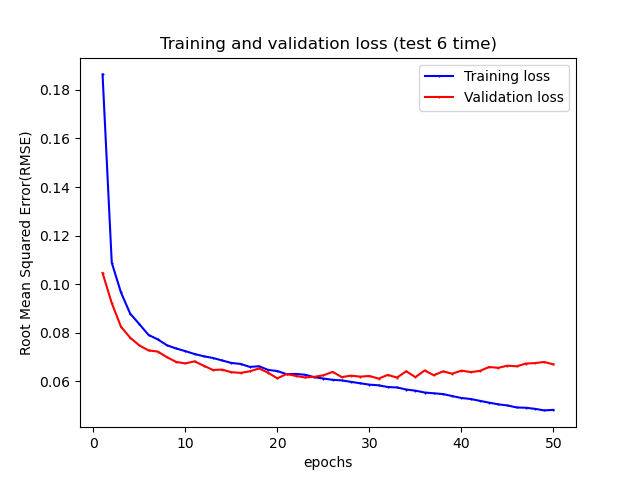 Training and validation loss (test 6 time)
Training loss
Validation loss
Root Mean Squared Error(RMSE)
0.18
0.16
0.14
0.12
0.10
0.08
0.06
0 10 20 30 40 50
epochs